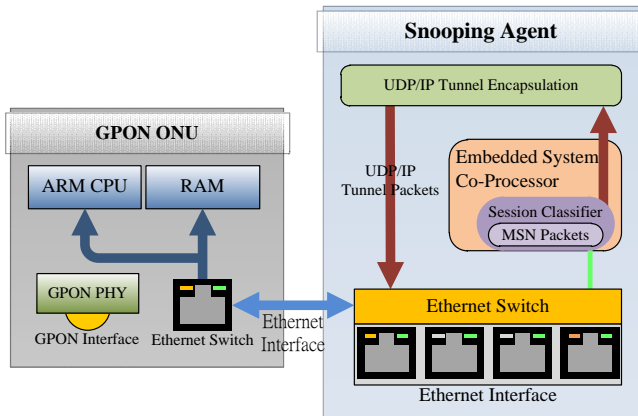 Snooping Agent
UDP/IP Tunnel Encapsulation
GPON ONU
ARM CPU
RAM
UDP/IP
Tunnel Packets
Embedded System
Co-Processor
Session Classifier
MSN Packets
GPON PHY
GPON Interface
Ethernet Switch
Ethernet
Interface
Ethernet Switch
Ethernet Interface